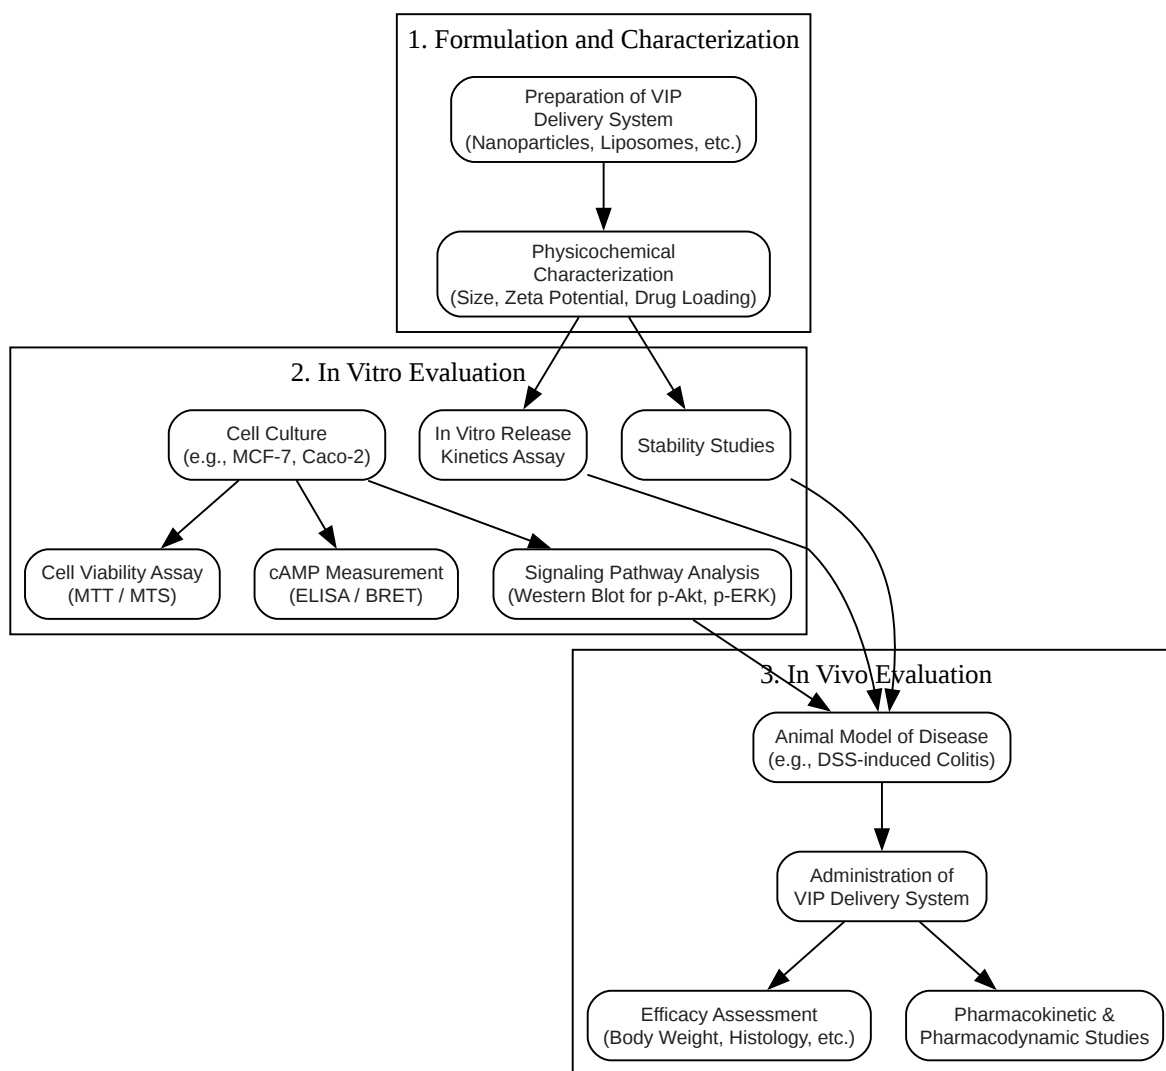 1. Formulation and Characterization
Preparation of VIP
Delivery System
(Nanoparticles, Liposomes, etc.)
Physicochemical
Characterization
(Size, Zeta Potential, Drug Loading)
2. In Vitro Evaluation
Cell Culture
(e.g., MCF-7, Caco-2)
In Vitro Release
Kinetics Assay
Stability Studies
Cell Viability Assay
(MTT / MTS)
cAMP Measurement
(ELISA / BRET)
Signaling Pathway Analysis
(Western Blot for p-Akt, p-ERK)
3. In Vivo Evaluation
Animal Model of Disease
(e.g., DSS-induced Colitis)
Administration of
VIP Delivery System
Efficacy Assessment
(Body Weight, Histology, etc.)
Pharmacokinetic &
Pharmacodynamic Studies